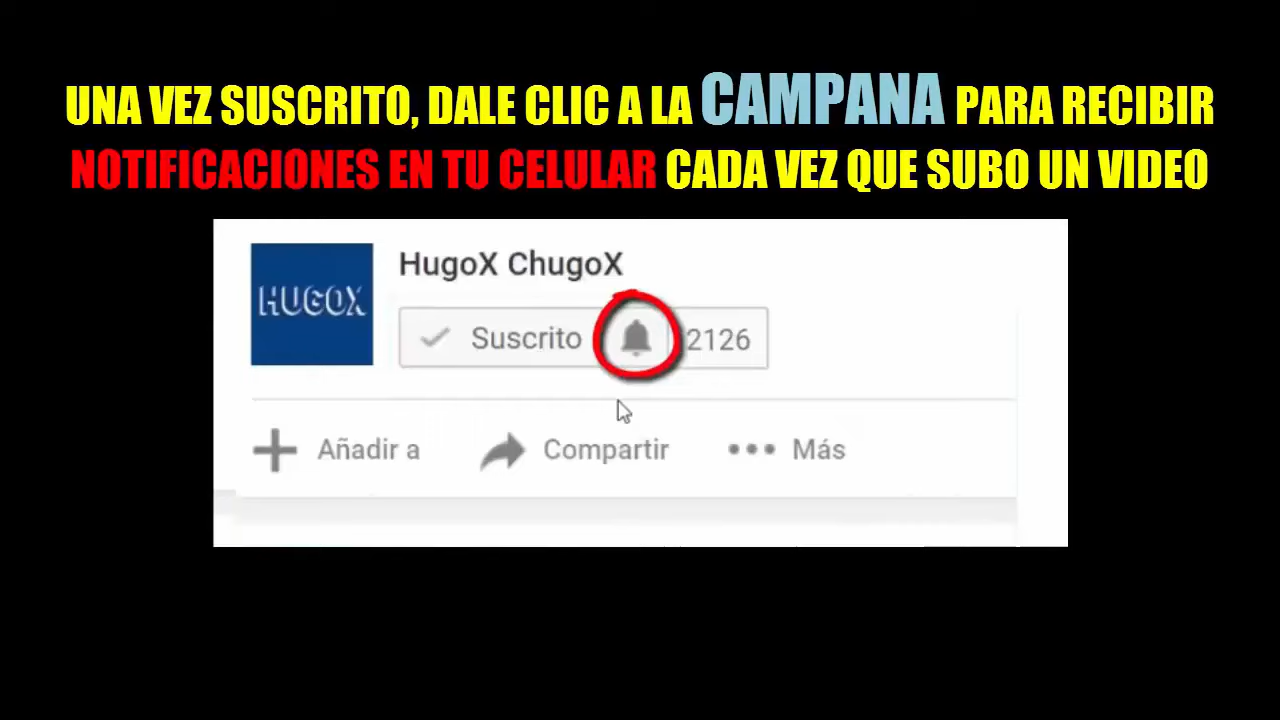 UNA VEZ SUSCRITO, DALE CLIC A LA CAMPANA PARA RECIBIR
NOTIFICACIONES EN TU CELULAR CADA VEZ QUE SUBO UN VIDEO
HUGOX
HugoX ChugoX
Suscrito 2126
Añadir a Compartir Más